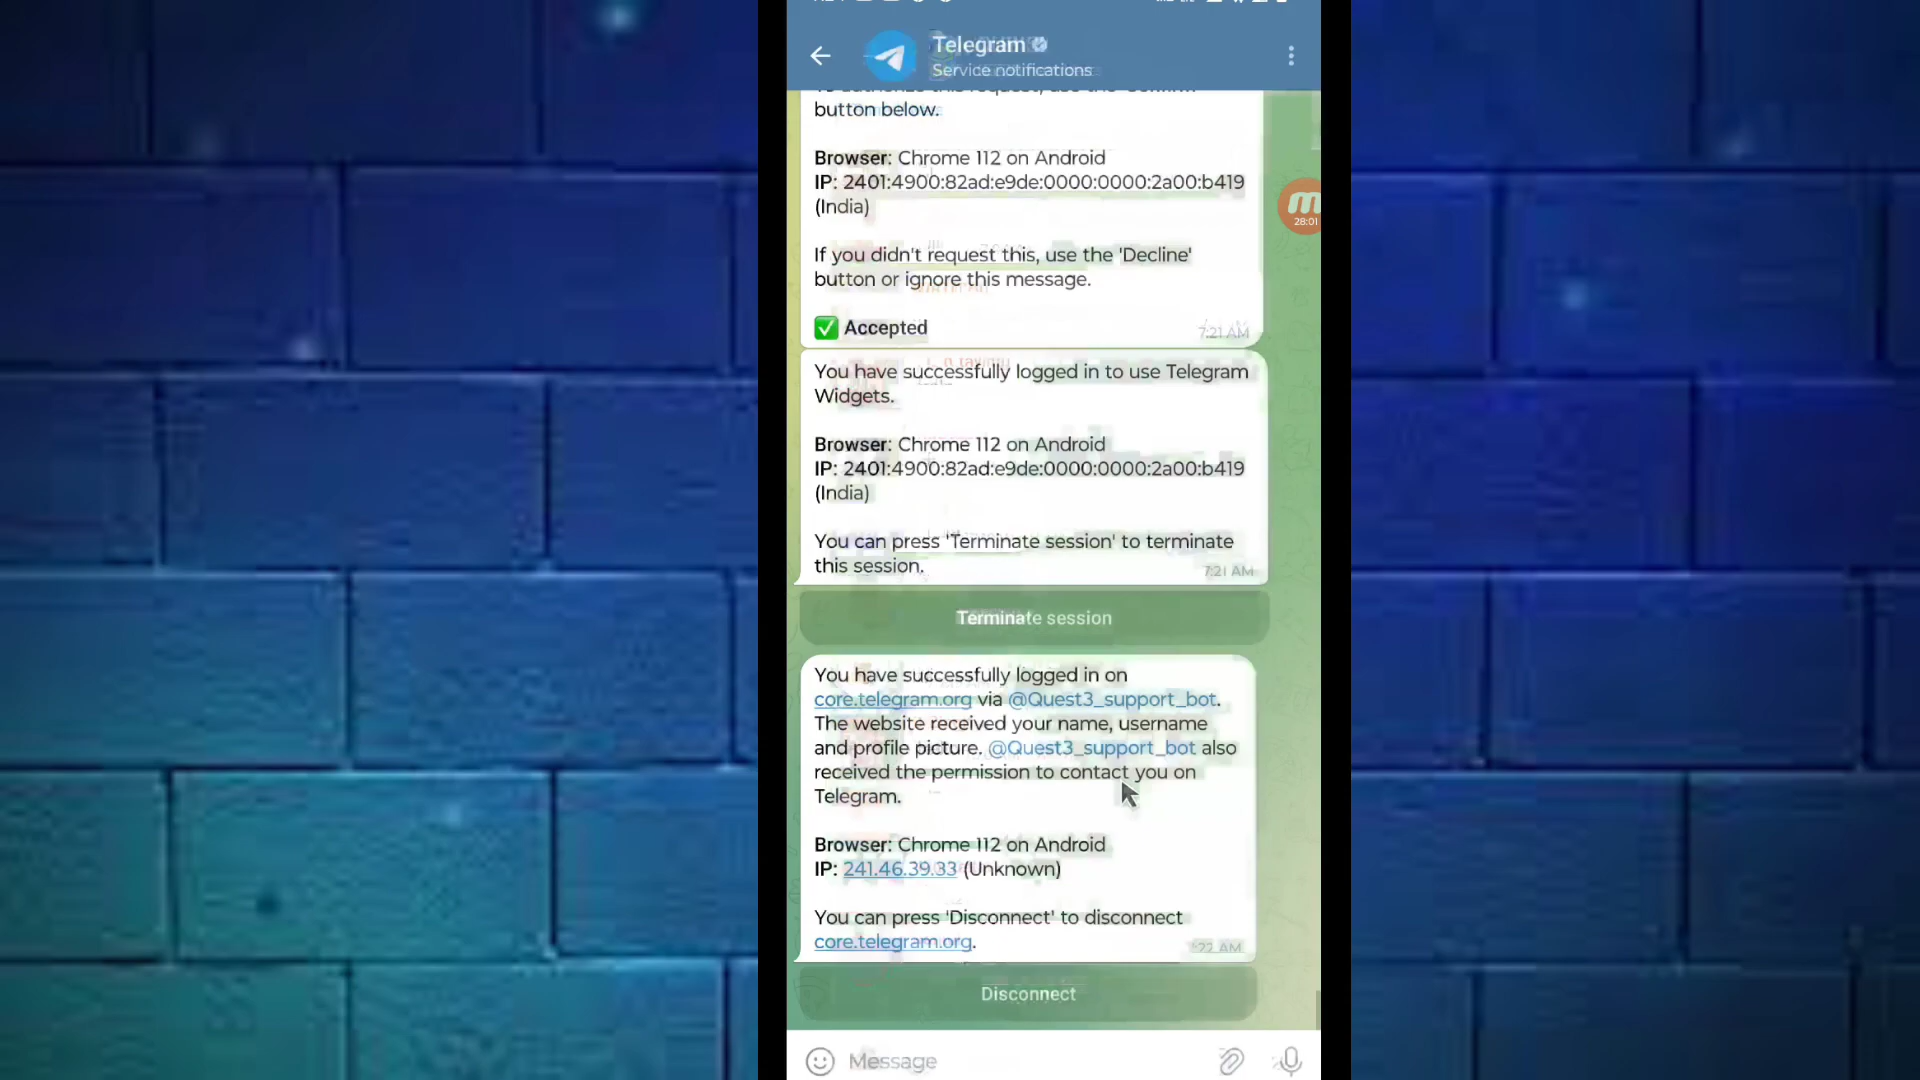 Telegram
Service notifications
button below.
Browser: Chrome 112 on Android
IP: 2401:4900:82ad:e9de:0000:0000:2a00:b419
(India)
If you didn't request this, use the 'Decline'
button or ignore this message.
✅ Accepted
7:21 AM
You have successfully logged in to use Telegram
Widgets.
Browser: Chrome 112 on Android
IP: 2401:4900:82ad:e9de:0000:0000:2a00:b419
(India)
You can press 'Terminate session' to terminate
this session.
7:21 AM
Terminate session
You have successfully logged in on
core.telegram.org via @Quest3_support_bot.
The website received your name, username
and profile picture. @Quest3_support_bot also
received the permission to contact you on
Telegram.
Browser: Chrome 112 on Android
IP: 241.46.39.33 (Unknown)
You can press 'Disconnect' to disconnect
core.telegram.org.
7:22 AM
Disconnect
Message
28:01